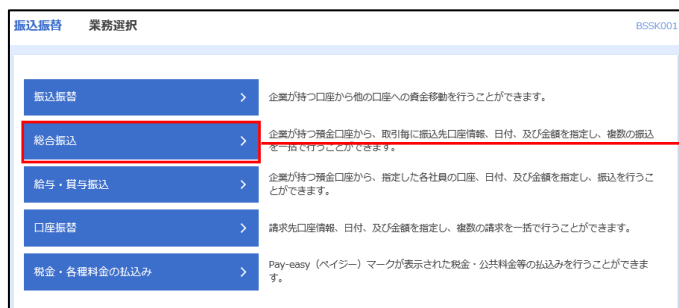 振込振替 業務選択 BSSK001
振込振替 企業が持つ口座から他の口座への資金移動を行うことができます。
総合振込 企業が持つ預金口座から、取引毎に振込先口座情報、日付、及び金額を指定し、複数の振込
を一括で行うことができます。
給与・賞与振込 企業が持つ預金口座から、指定した各社員の口座、日付、及び金額を指定し、振込を行うこ
とができます。
口座振替 請求先口座情報、日付、及び金額を指定し、複数の請求を一括で行うことができます。
税金・各種料金の払込み Pay-easy（ペイジー）マークが表示された税金・公共料金等の払込みを行うことができま
す。